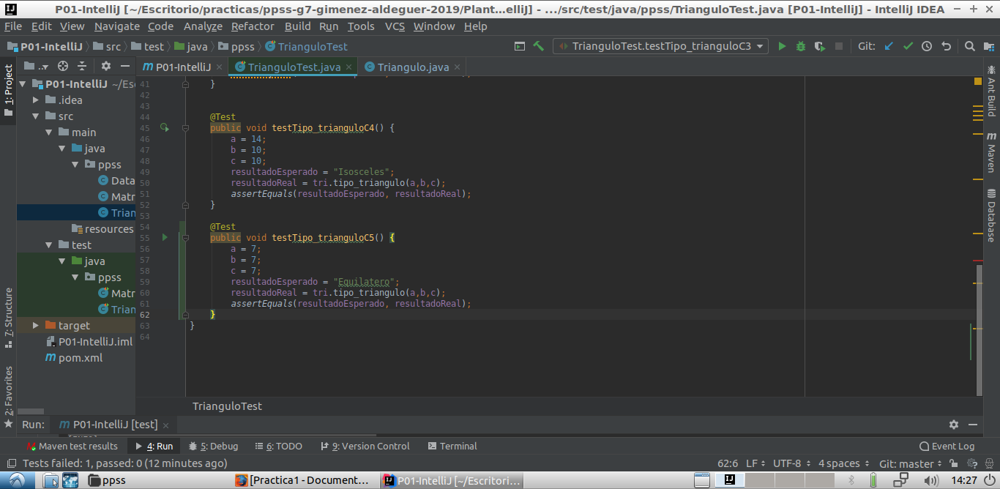 P01-IntelliJ [~/Escritorio/practicas/ppss-g7-gimenez-aldeguer-2019/Plant...elliJ] - .../src/test/java/ppss/TrianguloTest.java [P01-IntelliJ] - IntelliJ IDEA
File Edit View Navigate Code Analyze Refactor Build Run Tools VCS Window Help
P01-IntelliJ src test java ppss TrianguloTest TrianguloTest.testTipo_trianguloC3 Git:
1: Project
P01-IntelliJ TrianguloTest.java Triangulo.java
P01-IntelliJ ~/Es
.idea
src
main
java
ppss
Data
Matr
Trian
resources
test
java
ppss
Matr
Trian
target
P01-IntelliJ.iml
pom.xml
41 }
42
43
44 @Test
45 public void testTipo_trianguloC4() {
46 a = 14;
47 b = 10;
48 c = 10;
49 resultadoEsperado = "Isosceles";
50 resultadoReal = tri.tipo_triangulo(a,b,c);
51 assertEquals(resultadoEsperado, resultadoReal);
52 }
53
54 @Test
55 public void testTipo_trianguloC5() {
56 a = 7;
57 b = 7;
58 c = 7;
59 resultadoEsperado = "Equilatero";
60 resultadoReal = tri.tipo_triangulo(a,b,c);
61 assertEquals(resultadoEsperado, resultadoReal);
62 }
63 }
64
TrianguloTest
Ant Build
Maven
Database
7: Structure
2: Favorites
Run: P01-IntelliJ [test]
Maven test results 4: Run 5: Debug 6: TODO 9: Version Control Terminal Event Log
Tests failed: 1, passed: 0 (12 minutes ago) 62:6 LF UTF-8 4 spaces Git: master
ppss [Practica1 - Document... P01-IntelliJ [~/Escritori... 14:27